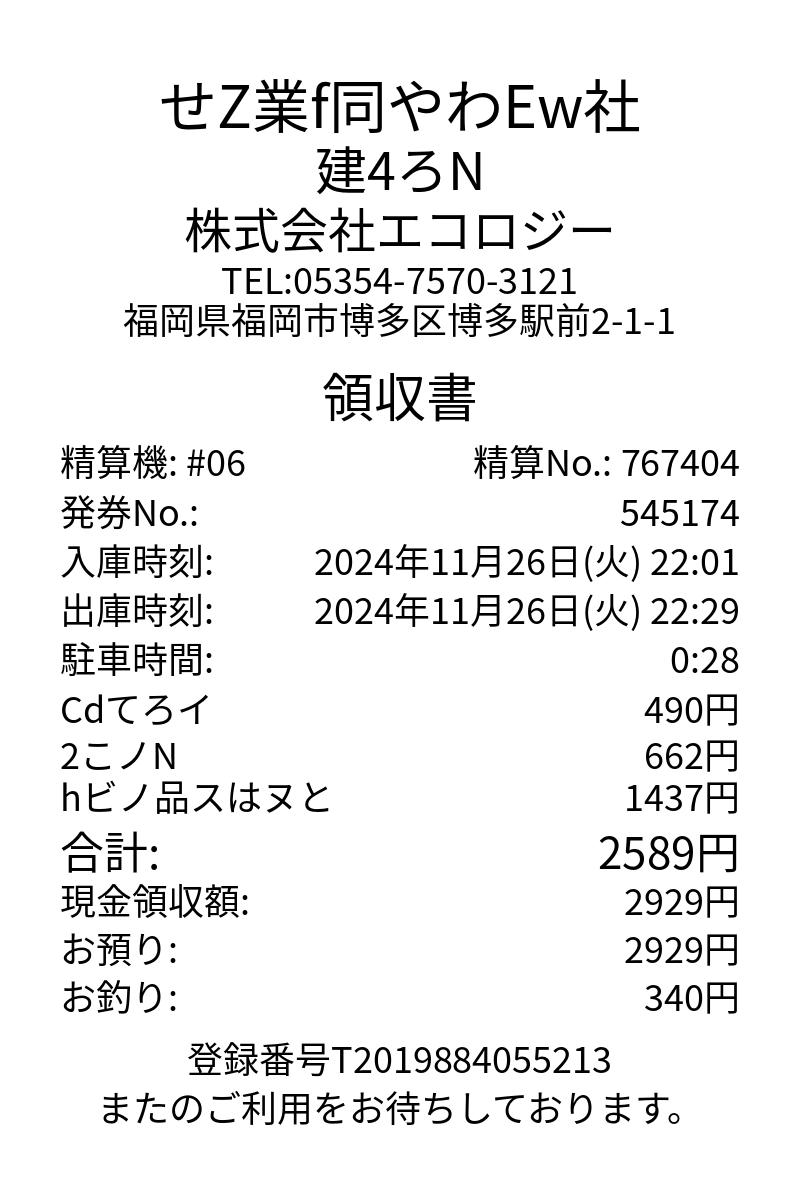 せZ業f同やわEw社
建4ろN
株式会社エコロジー
TEL:05354-7570-3121
福岡県福岡市博多区博多駅前2-1-1
領収書
精算機: #06 精算No.: 767404
発券No.: 545174
入庫時刻: 2024年11月26日(火) 22:01
出庫時刻: 2024年11月26日(火) 22:29
駐車時間: 0:28
Cdてろイ 490円
2こノN 662円
hビノ品スはヌと 1437円
合計: 2589円
現金領収額: 2929円
お預り: 2929円
お釣り: 340円
登録番号T2019884055213
またのご利用をお待ちしております。